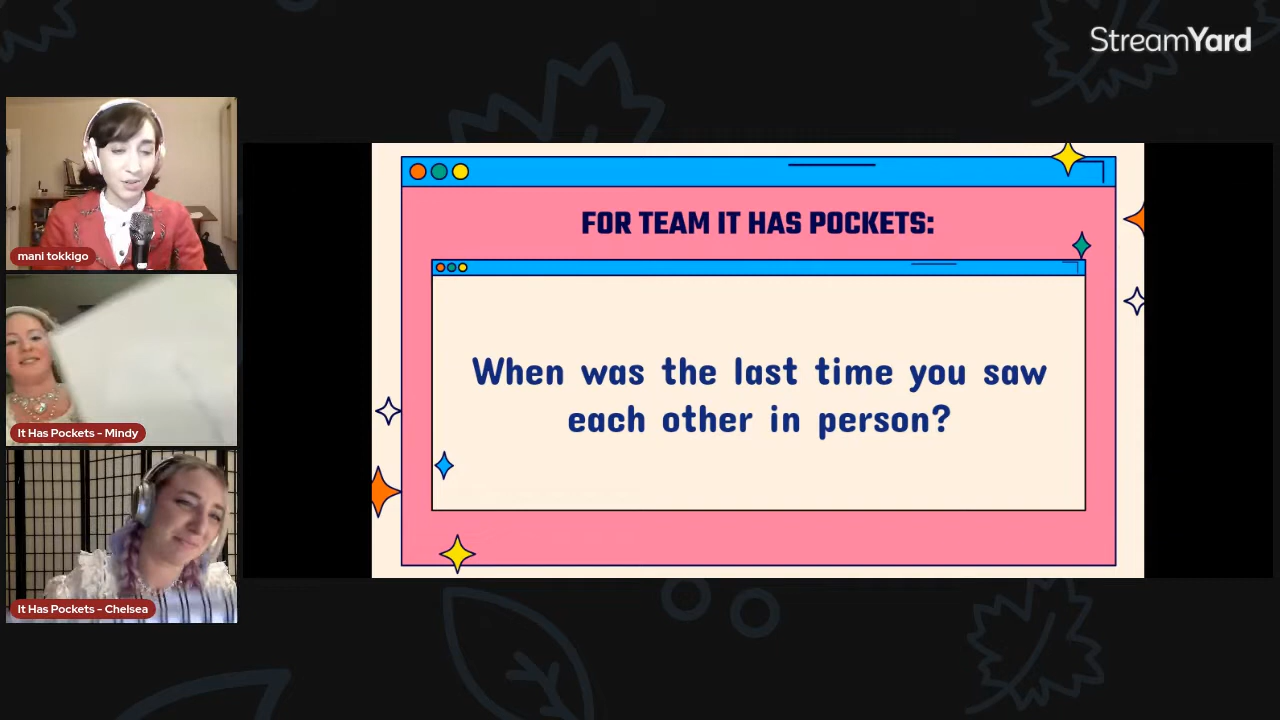 StreamYard
mani tokkigo
It Has Pockets - Mindy
It Has Pockets - Chelsea
FOR TEAM IT HAS POCKETS:
When was the last time you saw
each other in person?